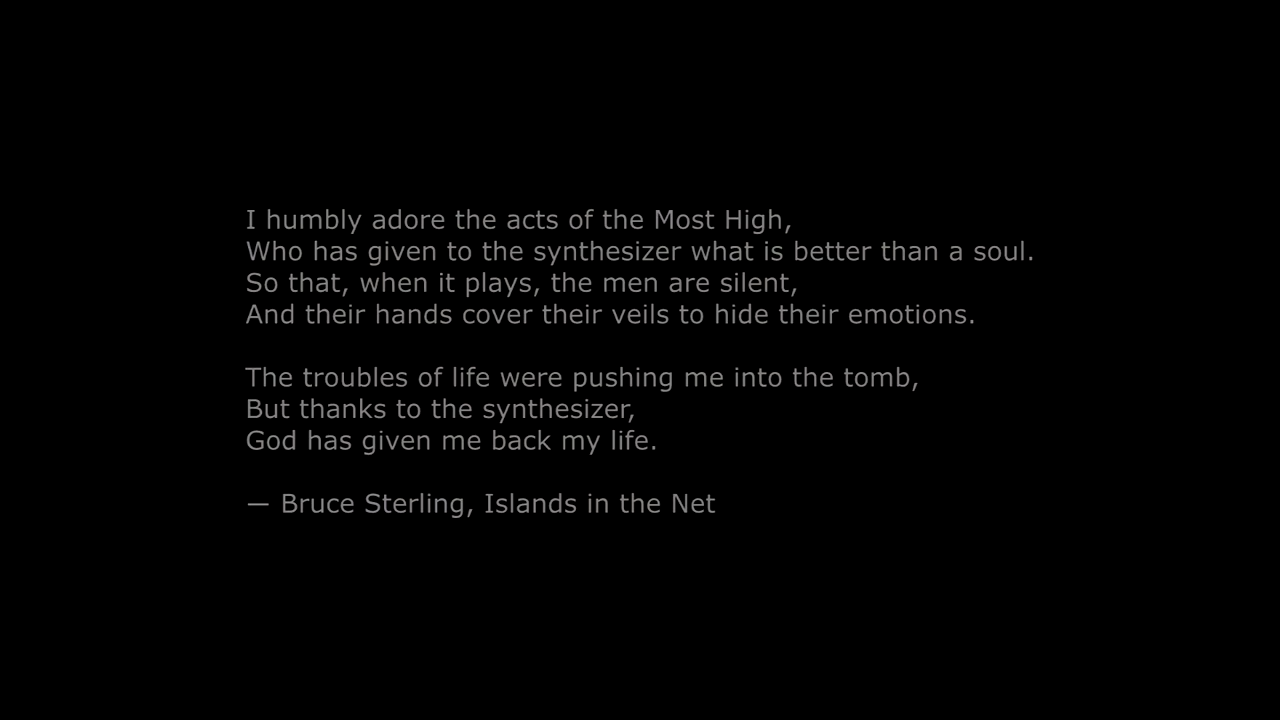 I humbly adore the acts of the Most High,
Who has given to the synthesizer what is better than a soul.
So that, when it plays, the men are silent,
And their hands cover their veils to hide their emotions.
The troubles of life were pushing me into the tomb,
But thanks to the synthesizer,
God has given me back my life.
— Bruce Sterling, Islands in the Net